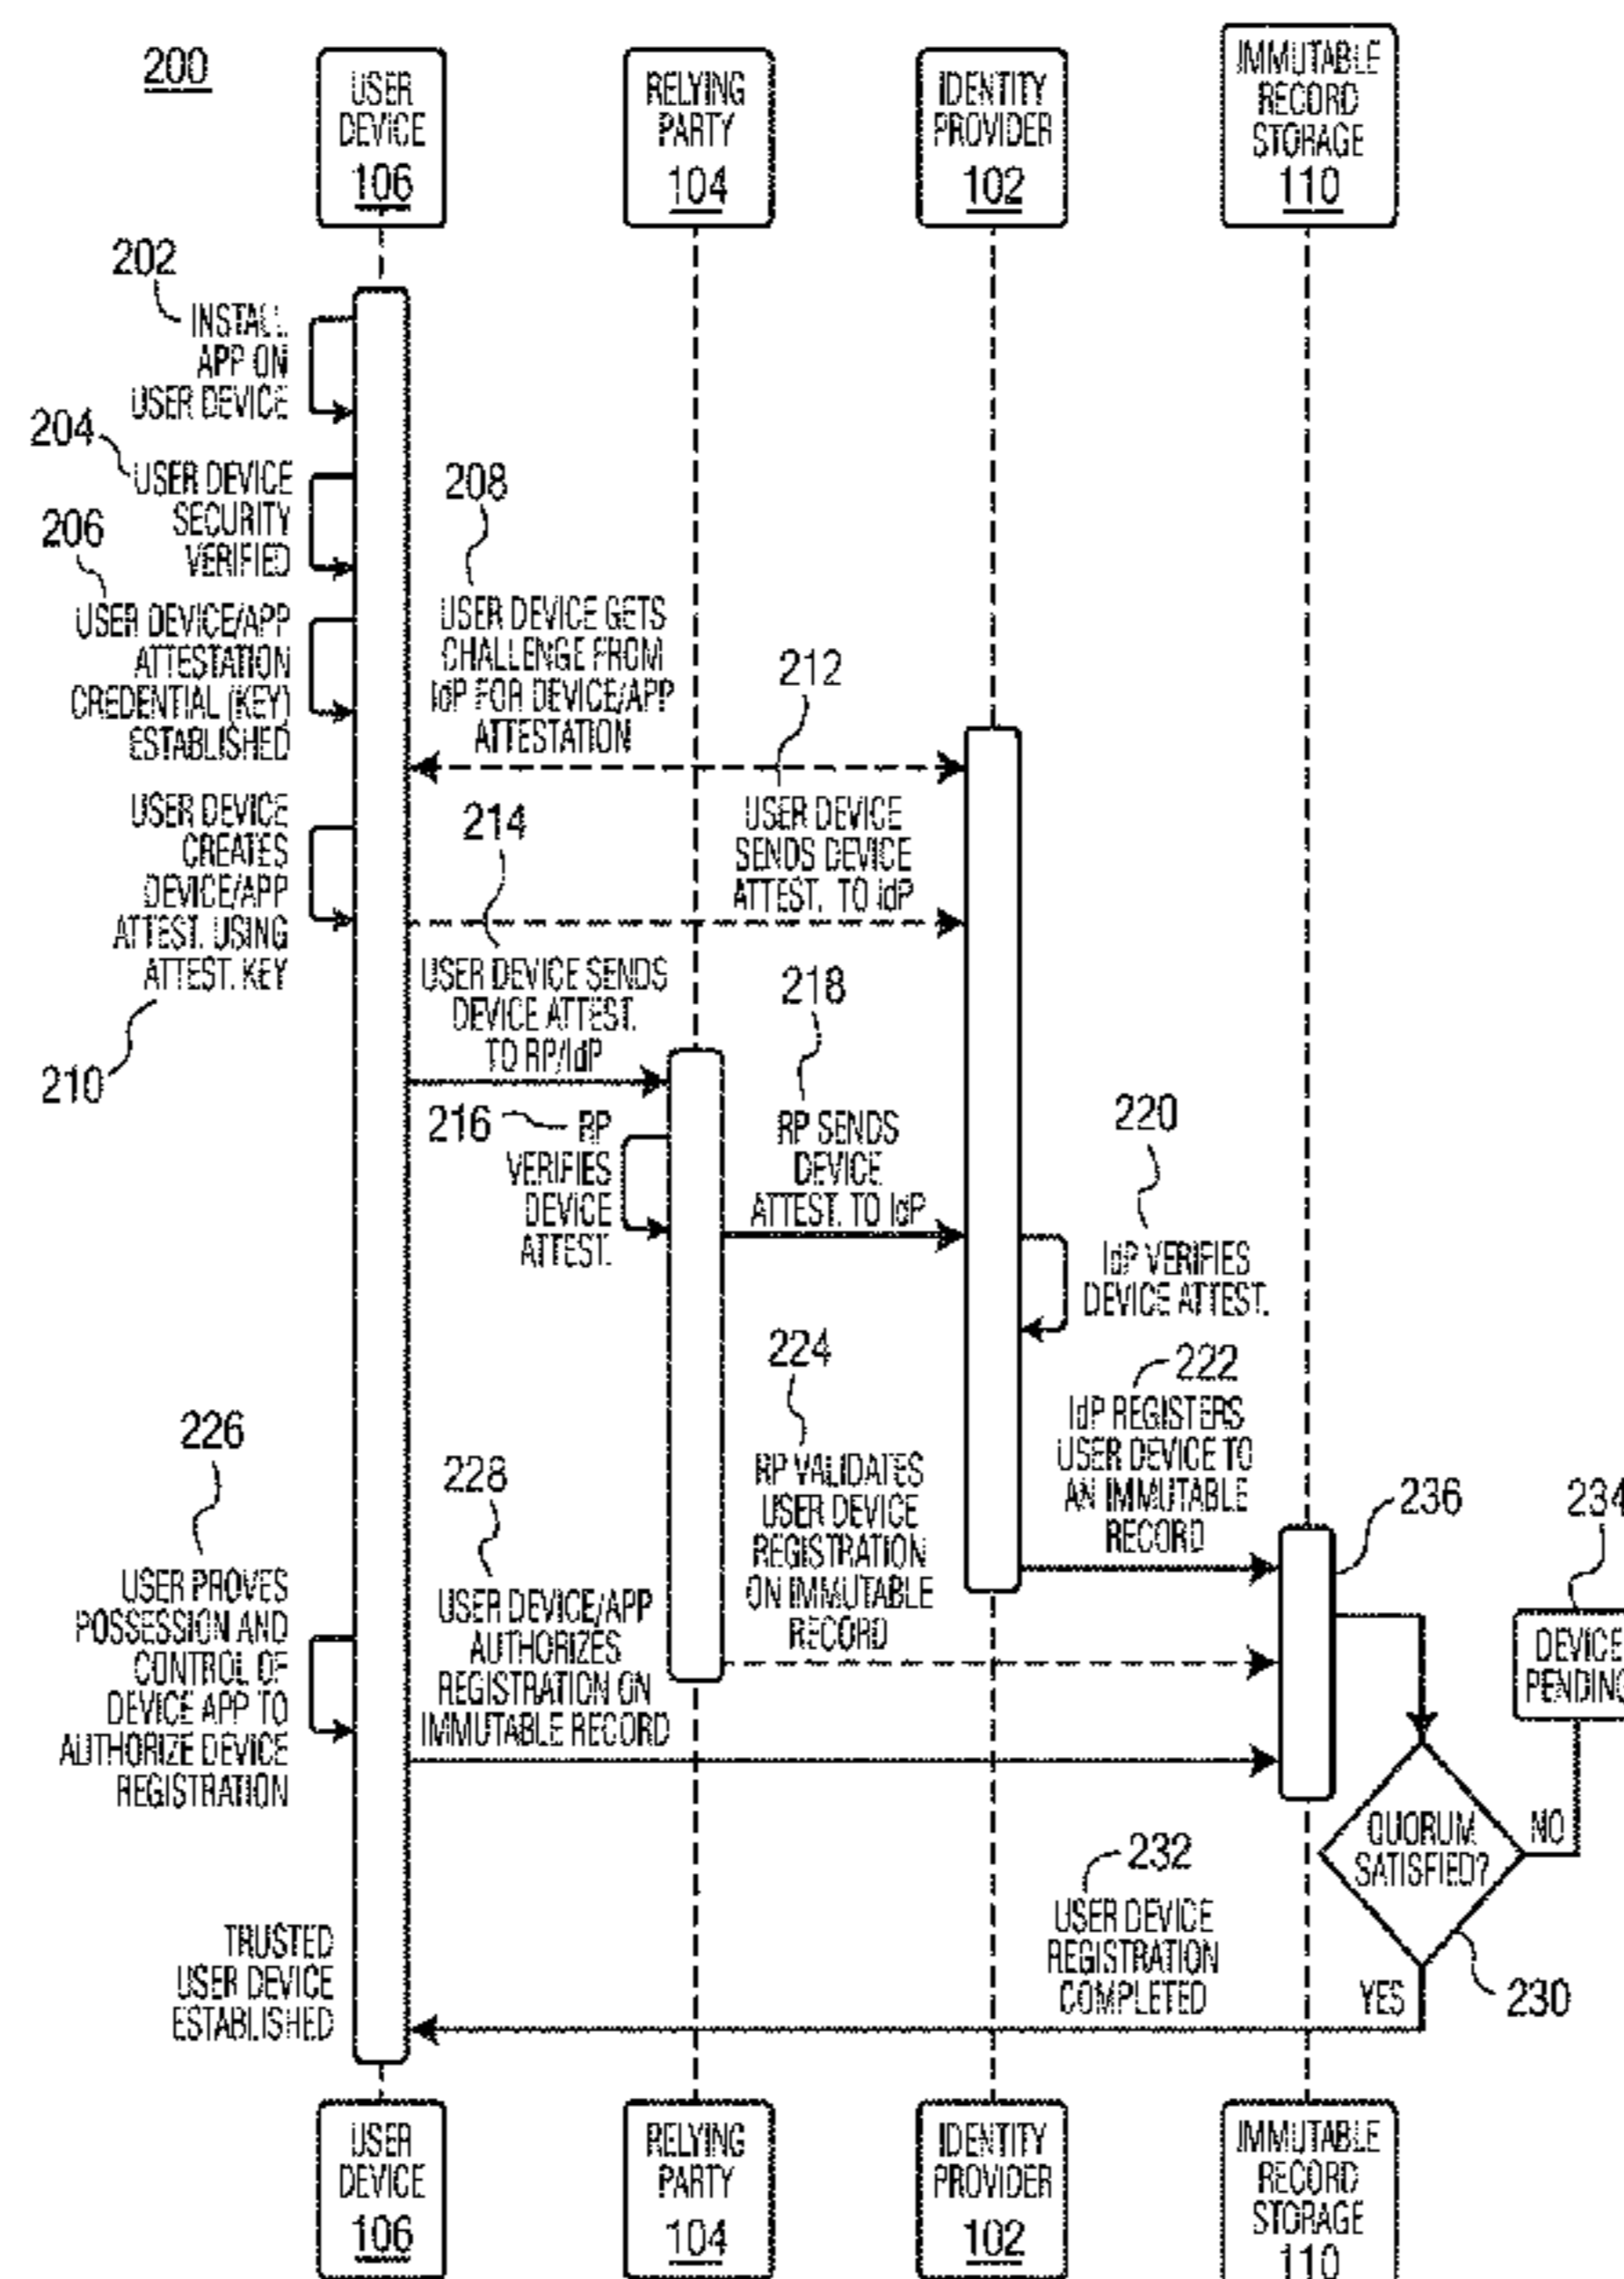 200
USER
DEVICE
106
RELYING
PARTY
104
IDENTITY
PROVIDER
102
IMMUTABLE
RECORD
STORAGE
110
202
INSTALL
APP ON
USER DEVICE
204
USER DEVICE
SECURITY
VERIFIED
206
USER DEVICE/APP
ATTESTATION
CREDENTIAL (KEY)
ESTABLISHED
208
USER DEVICE GETS
CHALLENGE FROM
IdP FOR DEVICE/APP
ATTESTATION
USER DEVICE
CREATES
DEVICE/APP
ATTEST. USING
ATTEST. KEY
210
212
USER DEVICE
SENDS DEVICE
ATTEST. TO IdP
214
USER DEVICE SENDS
DEVICE ATTEST.
TO RP/IdP
216
RP
VERIFIES
DEVICE
ATTEST.
218
RP SENDS
DEVICE
ATTEST. TO IdP
220
IdP VERIFIES
DEVICE ATTEST.
222
IdP REGISTERS
USER DEVICE TO
AN IMMUTABLE
RECORD
224
RP VALIDATES
USER DEVICE
REGISTRATION
ON IMMUTABLE
RECORD
226
USER PROVES
POSSESSION AND
CONTROL OF
DEVICE APP TO
AUTHORIZE DEVICE
REGISTRATION
228
USER DEVICE/APP
AUTHORIZES
REGISTRATION ON
IMMUTABLE RECORD
236
234
DEVICE
PENDING
QUORUM
SATISFIED?
NO
YES
230
232
USER DEVICE
REGISTRATION
COMPLETED
TRUSTED
USER DEVICE
ESTABLISHED
USER
DEVICE
106
RELYING
PARTY
104
IDENTITY
PROVIDER
102
IMMUTABLE
RECORD
STORAGE
110